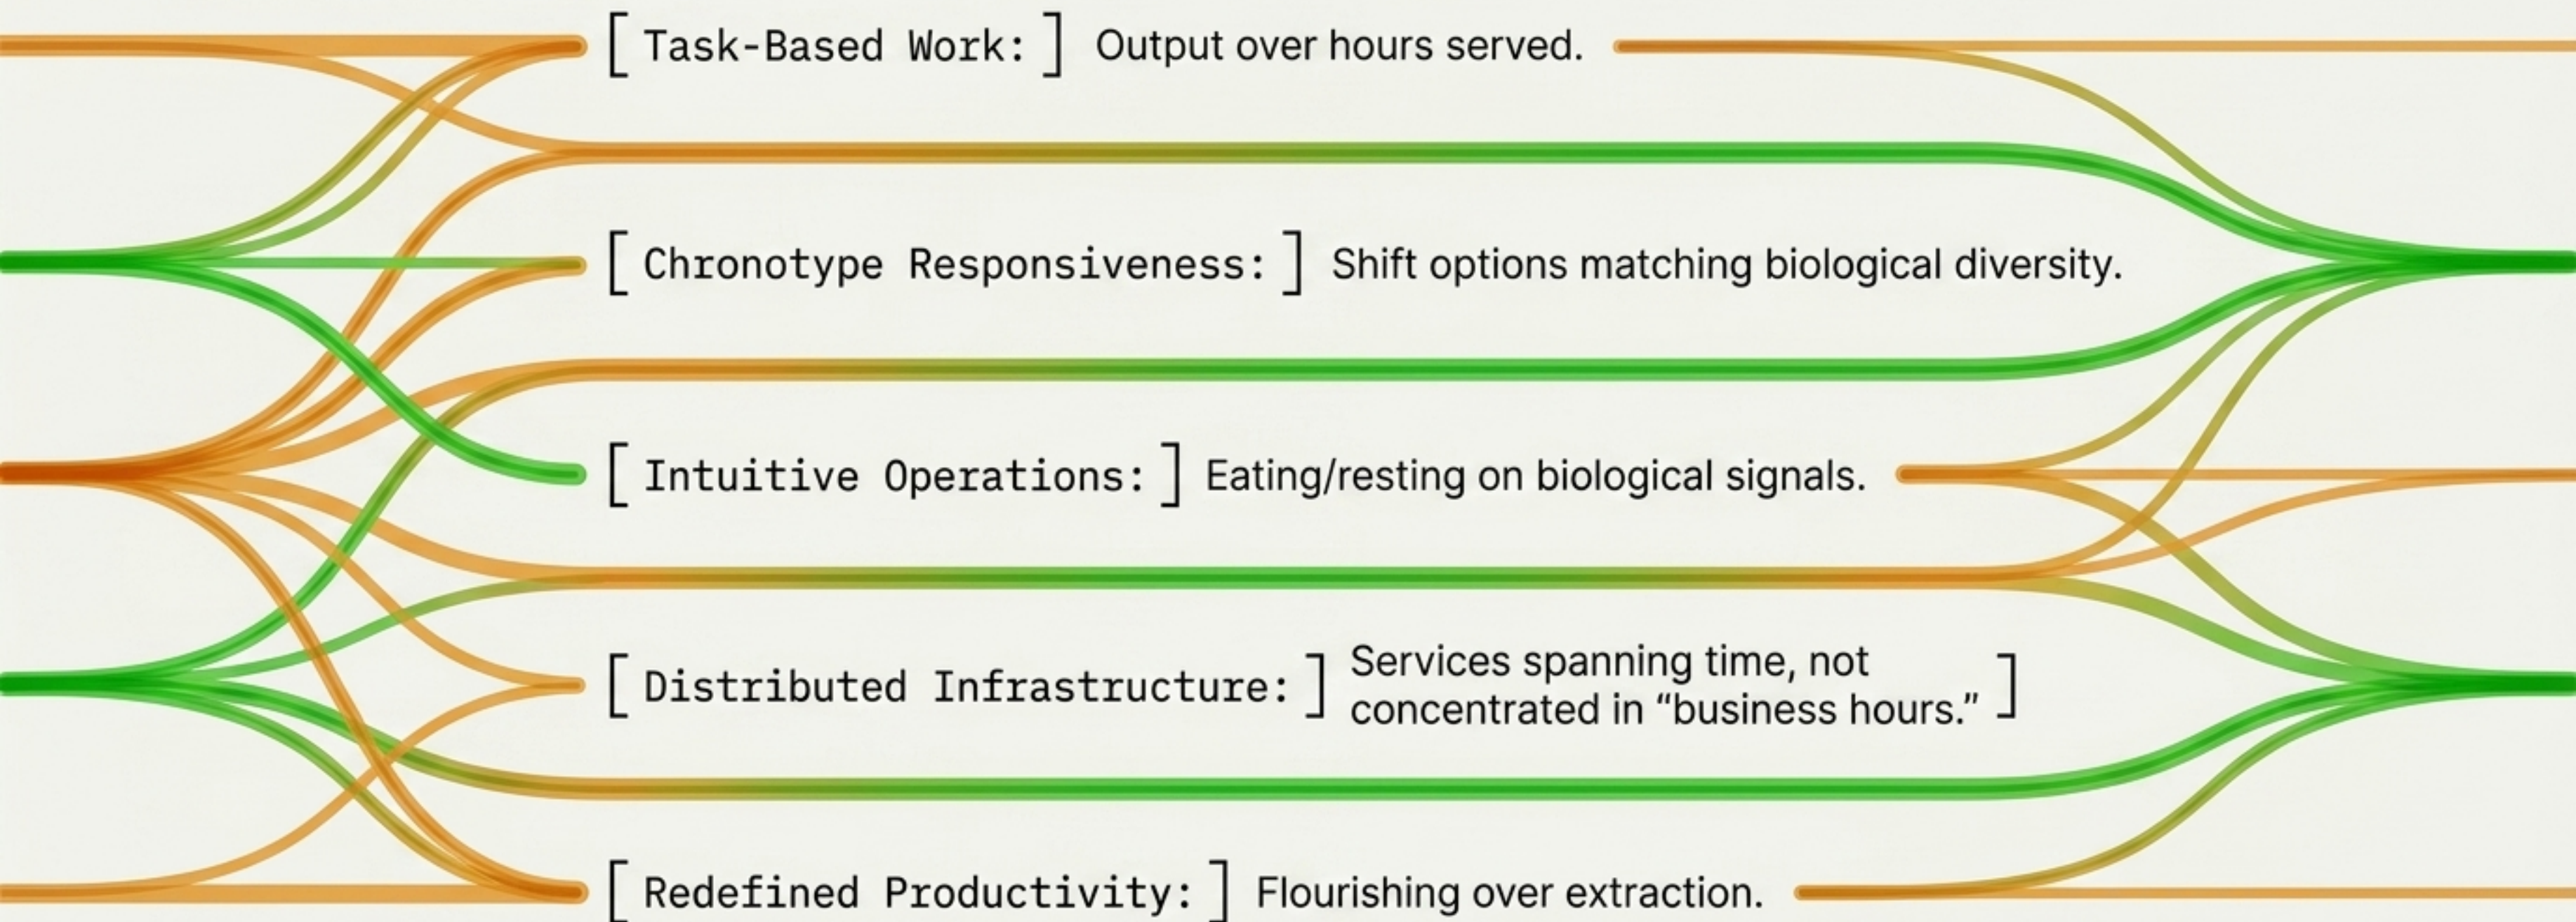 [ Task-Based Work: ] Output over hours served.
[ Chronotype Responsiveness: ] Shift options matching biological diversity.
[ Intuitive Operations: ] Eating/resting on biological signals.
[ Distributed Infrastructure: ] Services spanning time, not
concentrated in “business hours.” ]
[ Redefined Productivity: ] Flourishing over extraction.